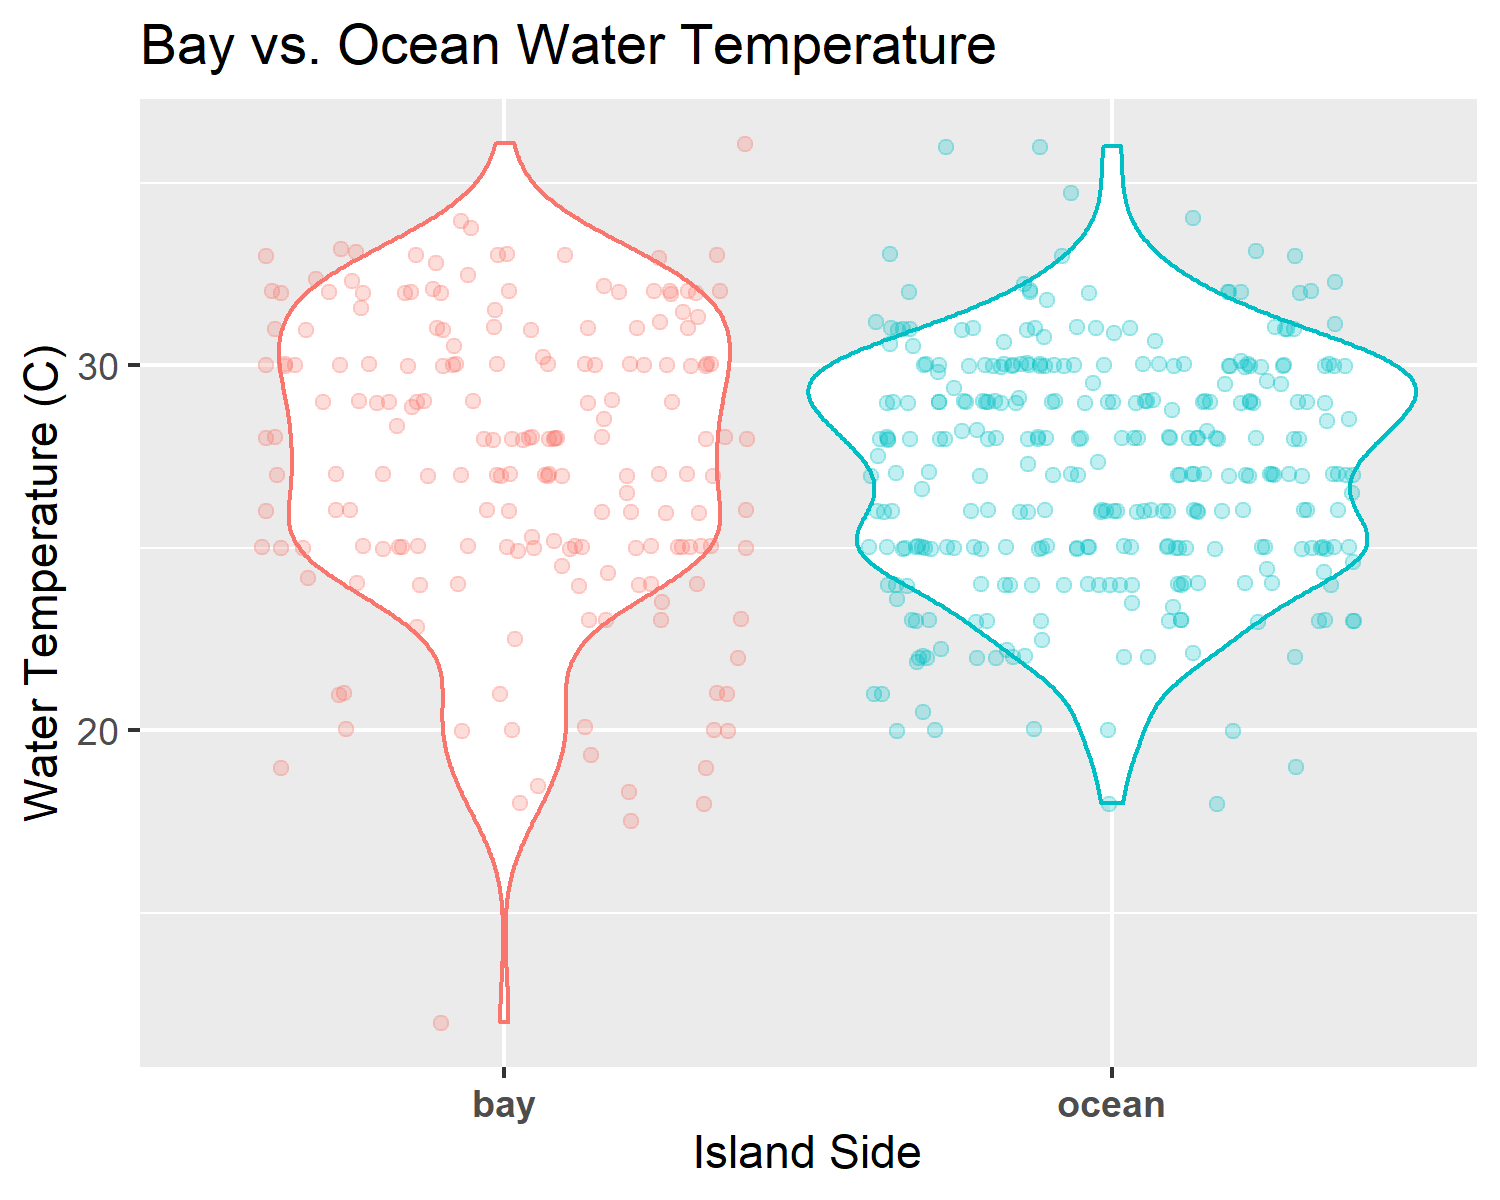 Bay vs. Ocean Water Temperature
Water Temperature (C)
30
20
bay
ocean
Island Side